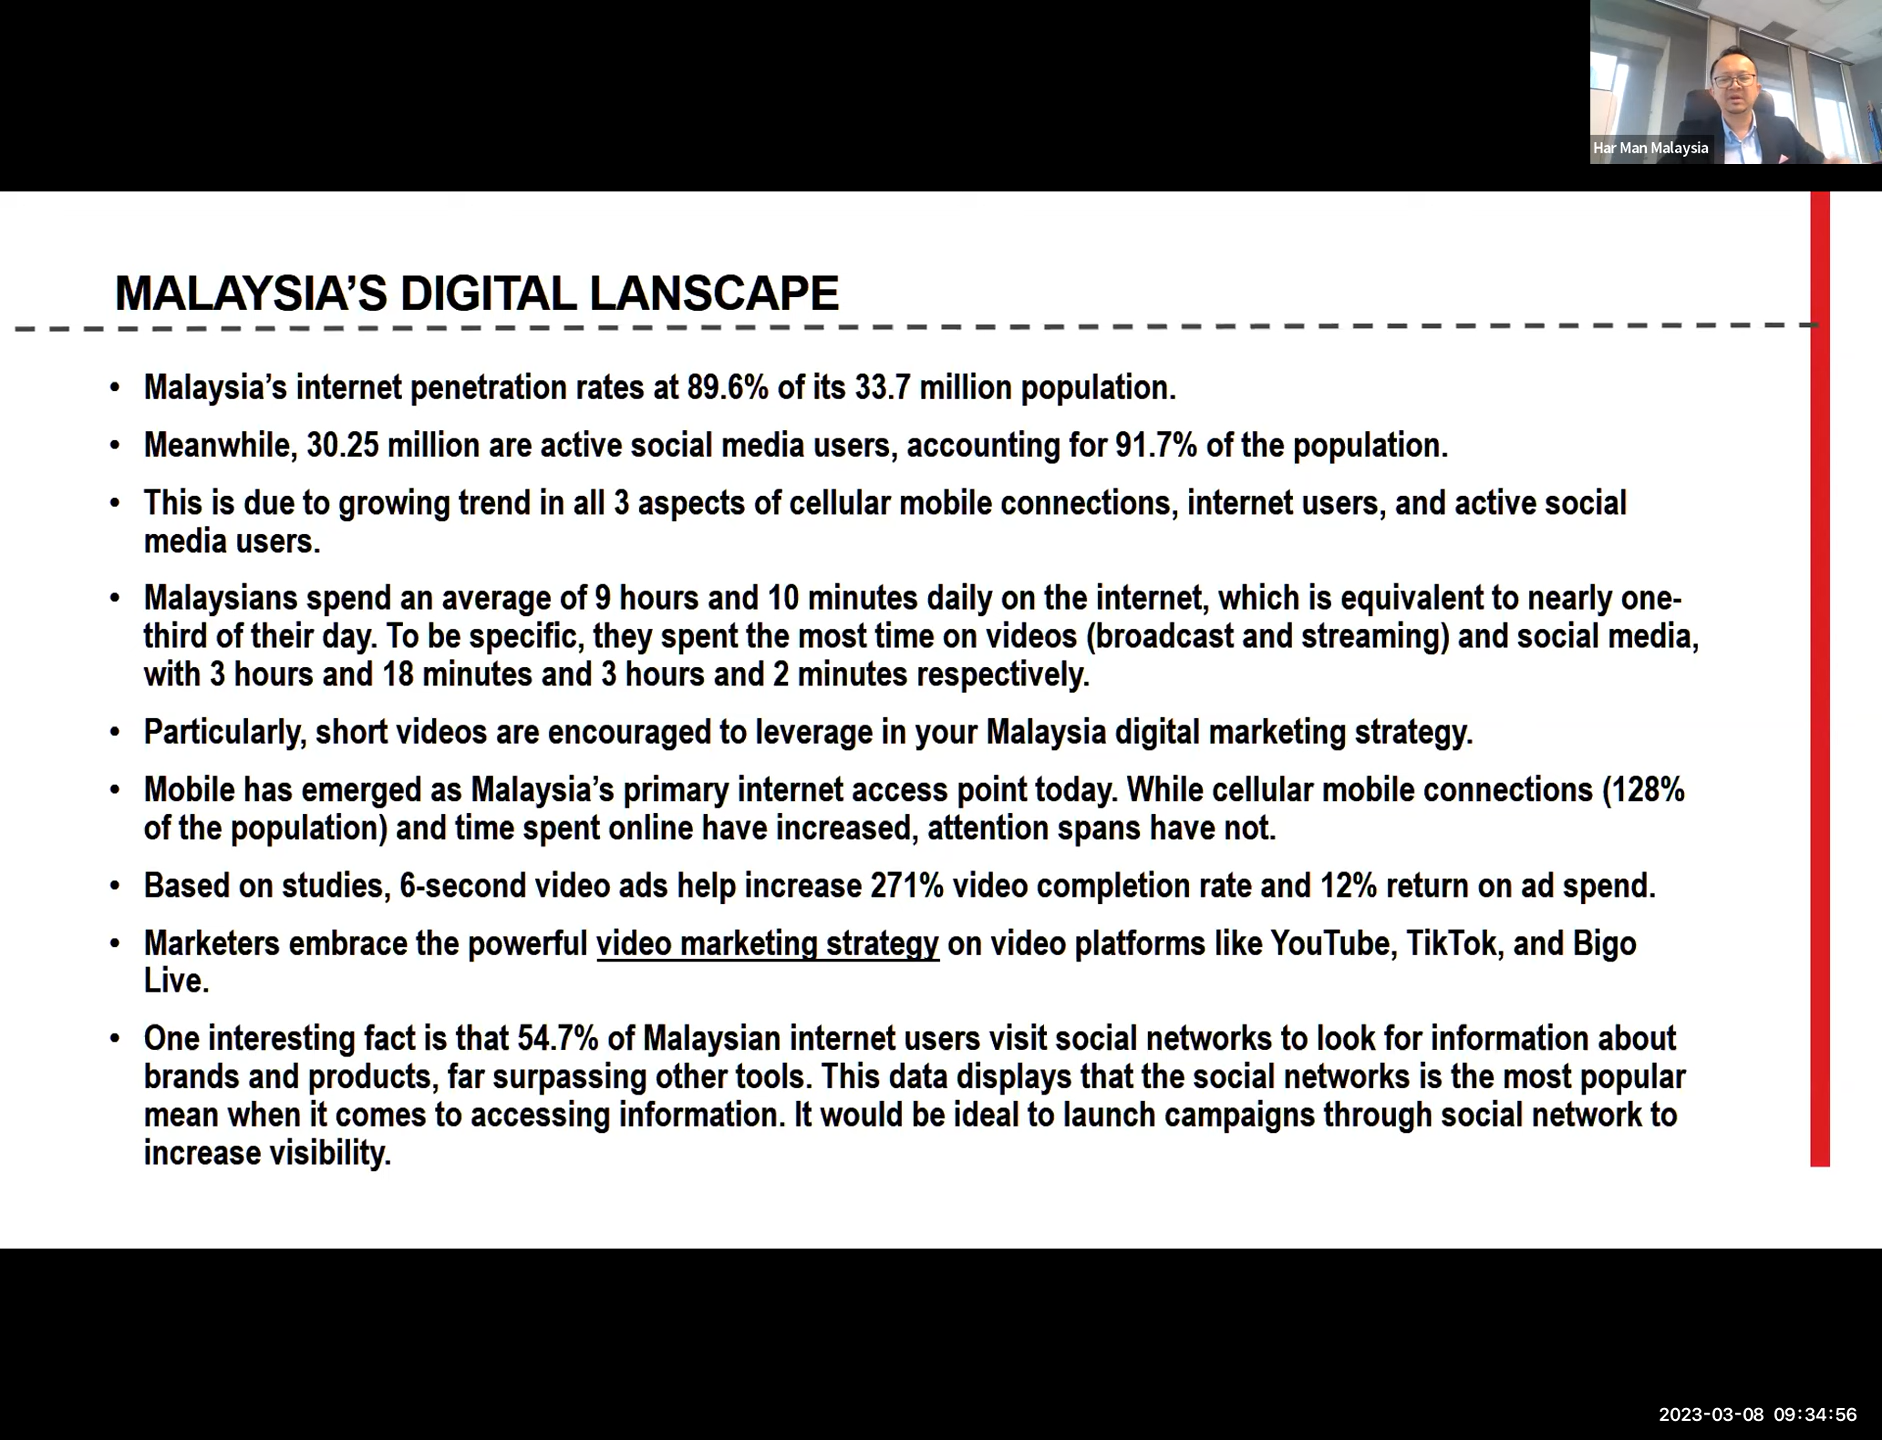 Har Man Malaysia
MALAYSIA’S DIGITAL LANSCAPE
• Malaysia’s internet penetration rates at 89.6% of its 33.7 million population.
• Meanwhile, 30.25 million are active social media users, accounting for 91.7% of the population.
• This is due to growing trend in all 3 aspects of cellular mobile connections, internet users, and active social
media users.
• Malaysians spend an average of 9 hours and 10 minutes daily on the internet, which is equivalent to nearly one-
third of their day. To be specific, they spent the most time on videos (broadcast and streaming) and social media,
with 3 hours and 18 minutes and 3 hours and 2 minutes respectively.
• Particularly, short videos are encouraged to leverage in your Malaysia digital marketing strategy.
• Mobile has emerged as Malaysia’s primary internet access point today. While cellular mobile connections (128%
of the population) and time spent online have increased, attention spans have not.
• Based on studies, 6-second video ads help increase 271% video completion rate and 12% return on ad spend.
• Marketers embrace the powerful video marketing strategy on video platforms like YouTube, TikTok, and Bigo
Live.
• One interesting fact is that 54.7% of Malaysian internet users visit social networks to look for information about
brands and products, far surpassing other tools. This data displays that the social networks is the most popular
mean when it comes to accessing information. It would be ideal to launch campaigns through social network to
increase visibility.
2023-03-08 09:34:56